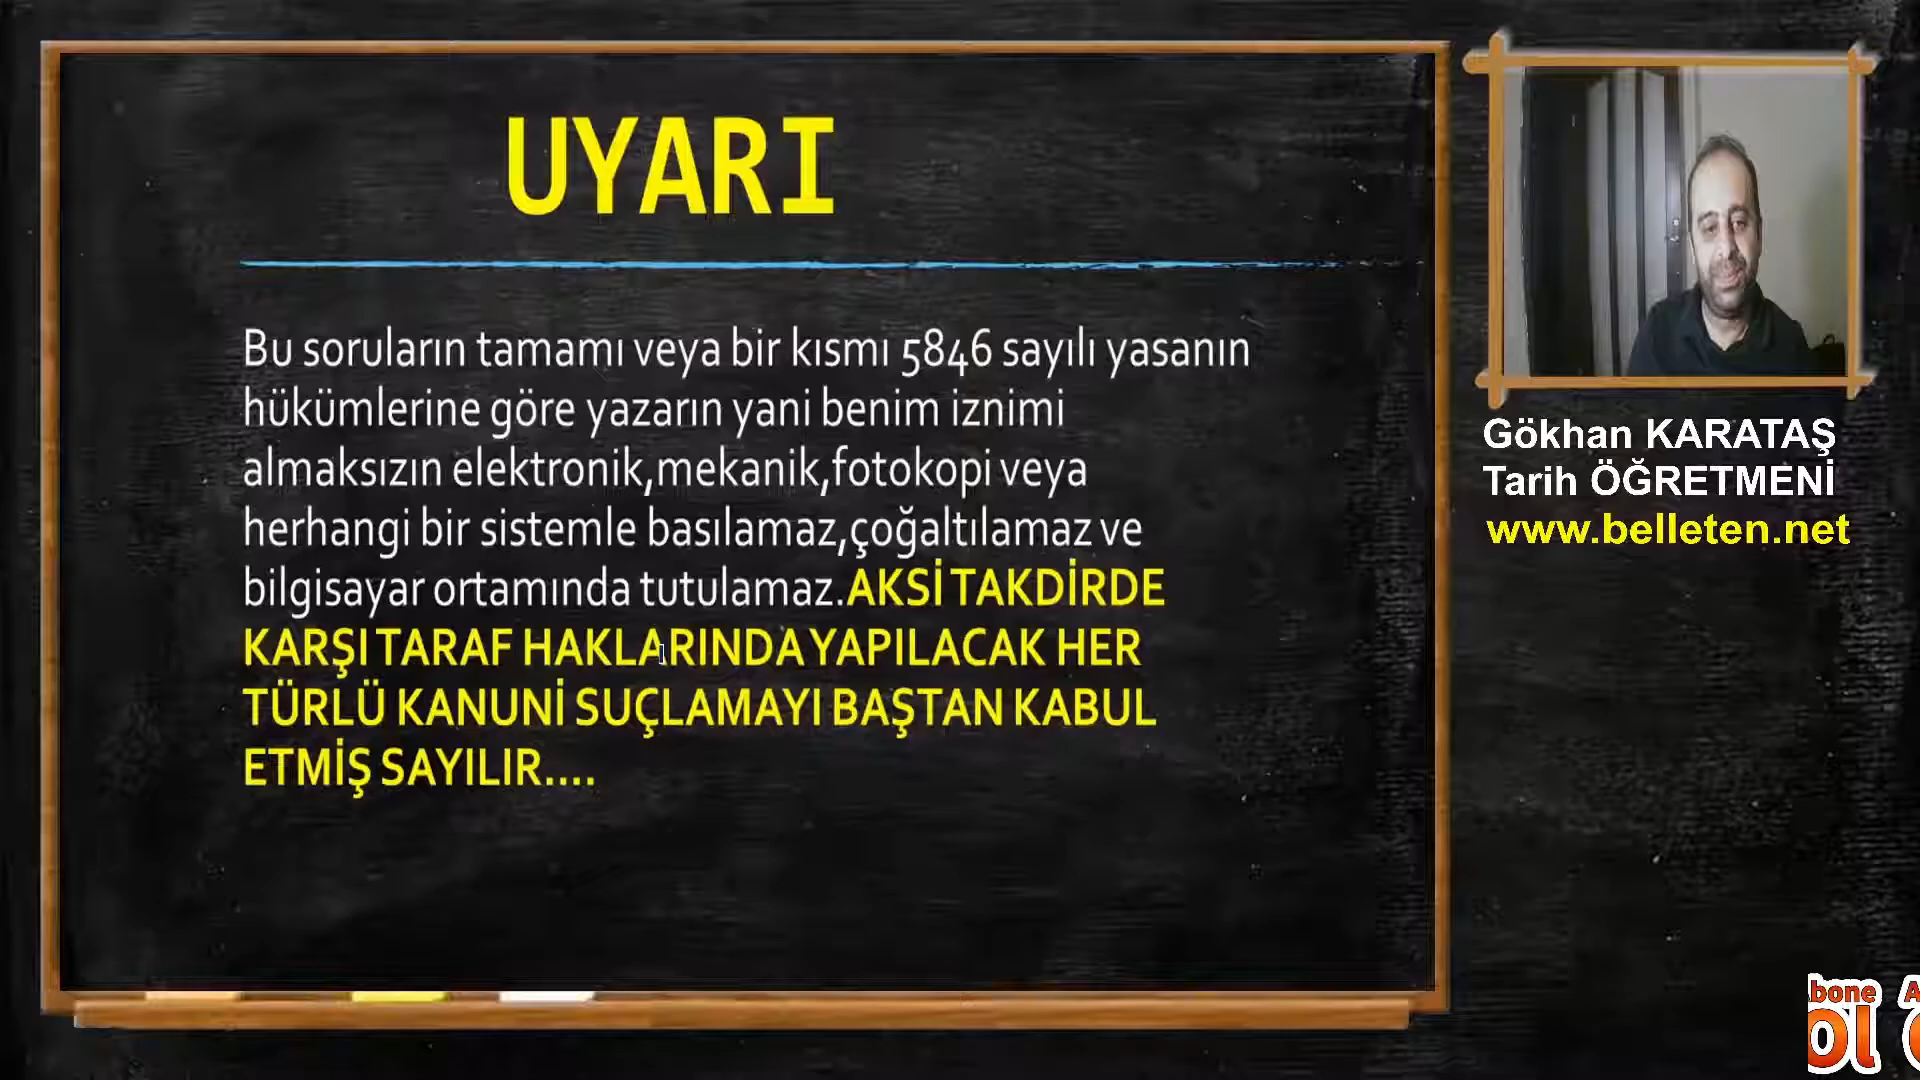 UYARI
Bu soruların tamamı veya bir kısmı 5846 sayılı yasanın
hükümlerine göre yazarın yani benim iznimi
almaksızın elektronik,mekanik,fotokopi veya
herhangi bir sistemle basılamaz,çoğaltılamaz ve
bilgisayar ortamında tutulamaz.AKSİ TAKDİRDE
KARŞI TARAF HAKLARINDA YAPILACAK HER
TÜRLÜ KANUNİ SUÇLAMAYI BAŞTAN KABUL
ETMİŞ SAYILIR....
Gökhan KARATAŞ
Tarih ÖĞRETMENİ
www.belleten.net